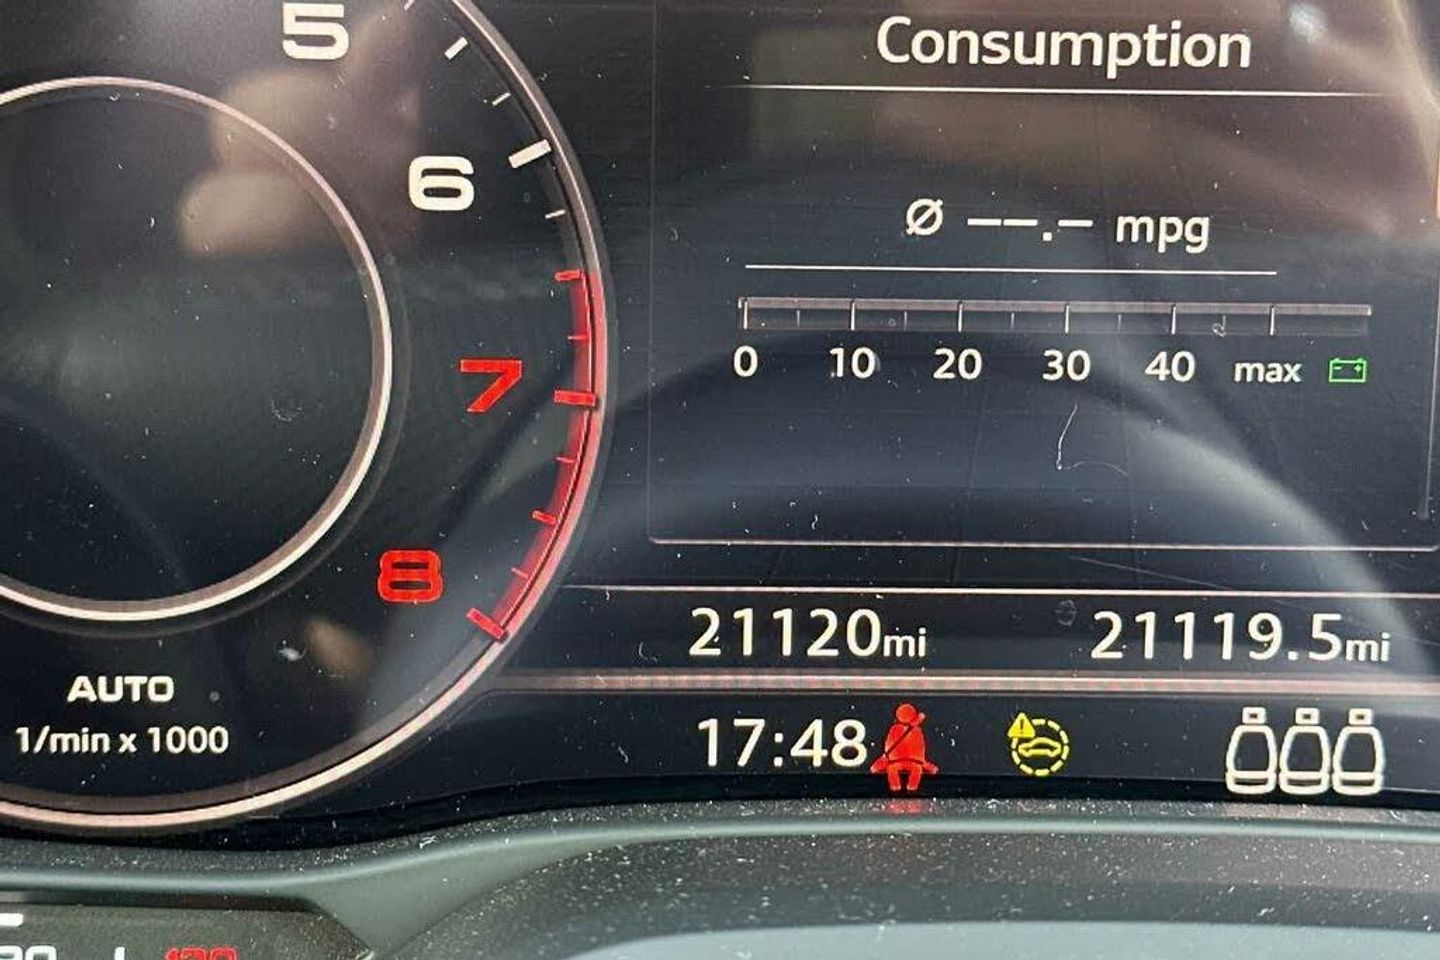 5
Consumption
6
Ø --.- mpg
0 10 20 30 40 max
7
8
21120mi 21119.5mi
AUTO
1/min x 1000
17:48